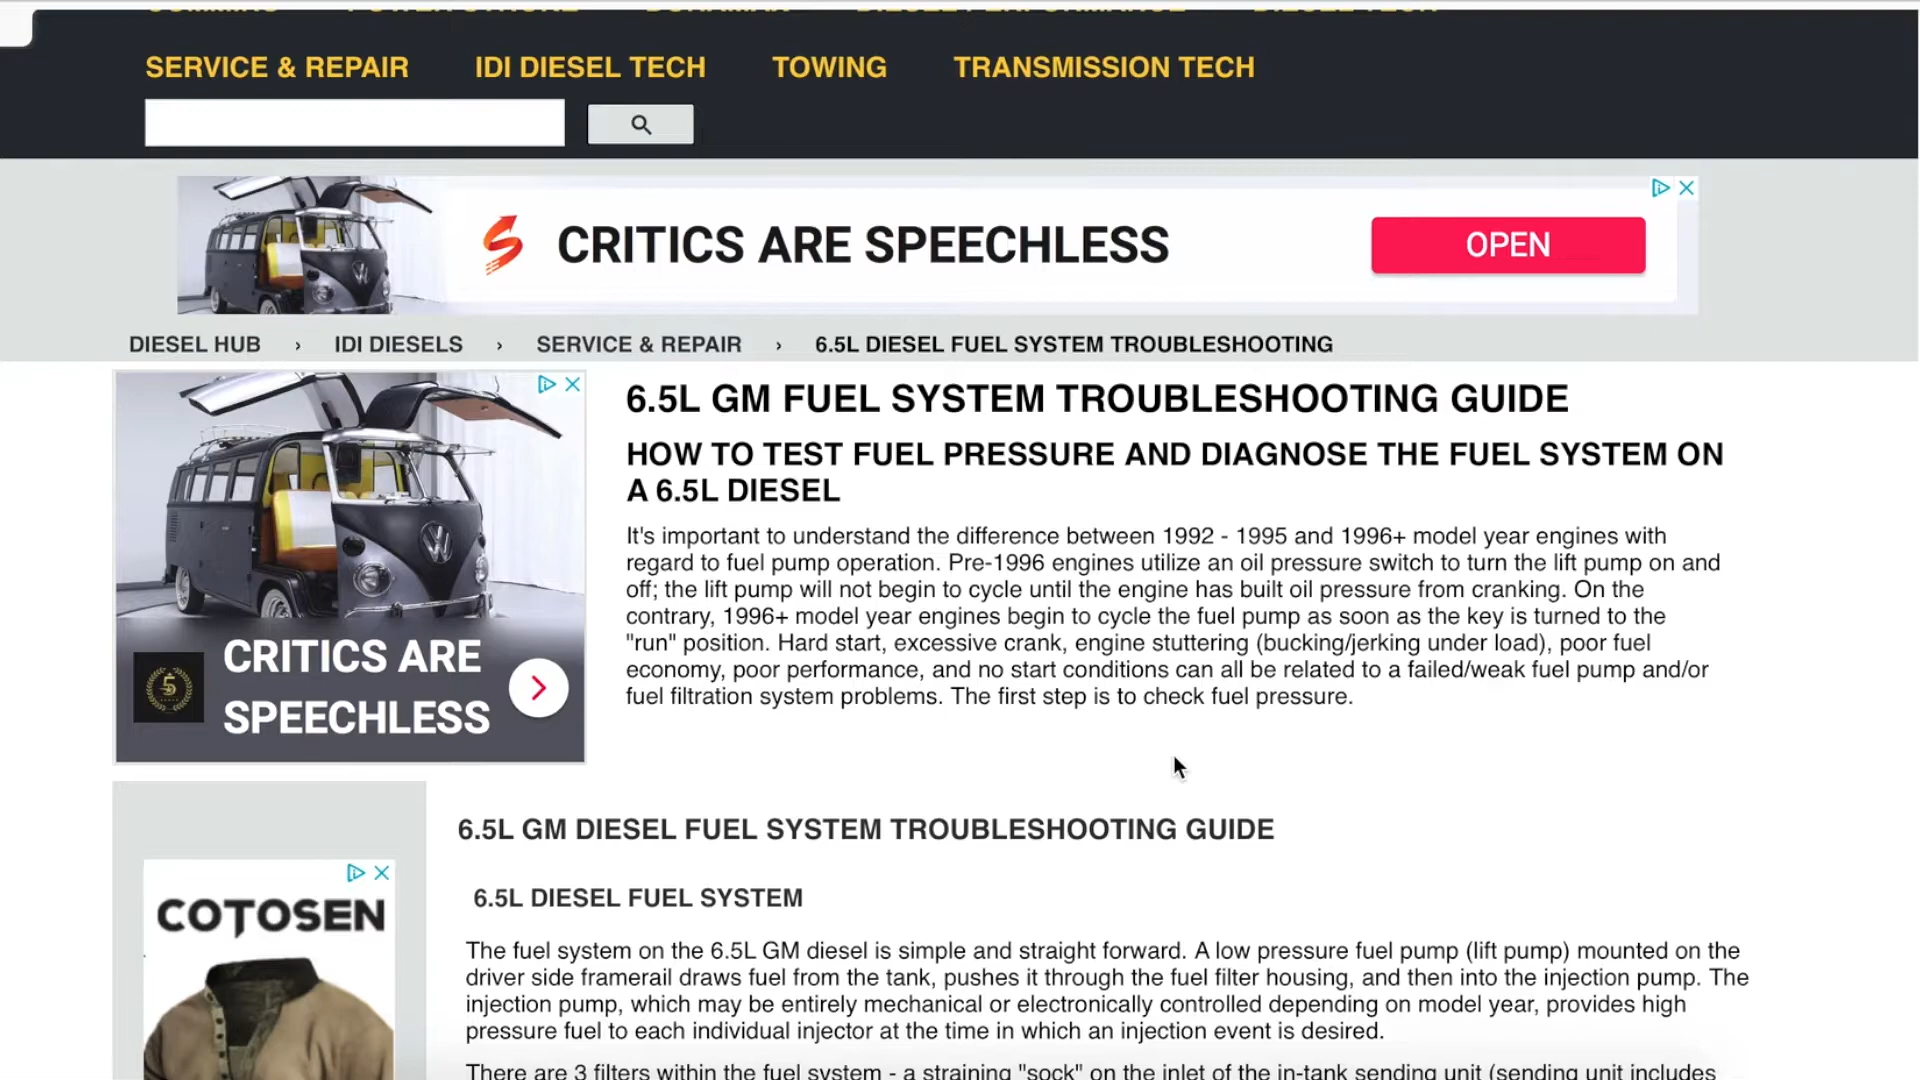 SERVICE & REPAIR IDI DIESEL TECH TOWING TRANSMISSION TECH
CRITICS ARE SPEECHLESS
OPEN
DIESEL HUB › IDI DIESELS › SERVICE & REPAIR › 6.5L DIESEL FUEL SYSTEM TROUBLESHOOTING
CRITICS ARE
SPEECHLESS
6.5L GM FUEL SYSTEM TROUBLESHOOTING GUIDE
HOW TO TEST FUEL PRESSURE AND DIAGNOSE THE FUEL SYSTEM ON
A 6.5L DIESEL
It's important to understand the difference between 1992 - 1995 and 1996+ model year engines with
regard to fuel pump operation. Pre-1996 engines utilize an oil pressure switch to turn the lift pump on and
off; the lift pump will not begin to cycle until the engine has built oil pressure from cranking. On the
contrary, 1996+ model year engines begin to cycle the fuel pump as soon as the key is turned to the
"run" position. Hard start, excessive crank, engine stuttering (bucking/jerking under load), poor fuel
economy, poor performance, and no start conditions can all be related to a failed/weak fuel pump and/or
fuel filtration system problems. The first step is to check fuel pressure.
COTOSEN
6.5L GM DIESEL FUEL SYSTEM TROUBLESHOOTING GUIDE
6.5L DIESEL FUEL SYSTEM
The fuel system on the 6.5L GM diesel is simple and straight forward. A low pressure fuel pump (lift pump) mounted on the
driver side framerail draws fuel from the tank, pushes it through the fuel filter housing, and then into the injection pump. The
injection pump, which may be entirely mechanical or electronically controlled depending on model year, provides high
pressure fuel to each individual injector at the time in which an injection event is desired.
There are 3 filters within the fuel system - a straining "sock" on the inlet of the in-tank sending unit (sending unit includes